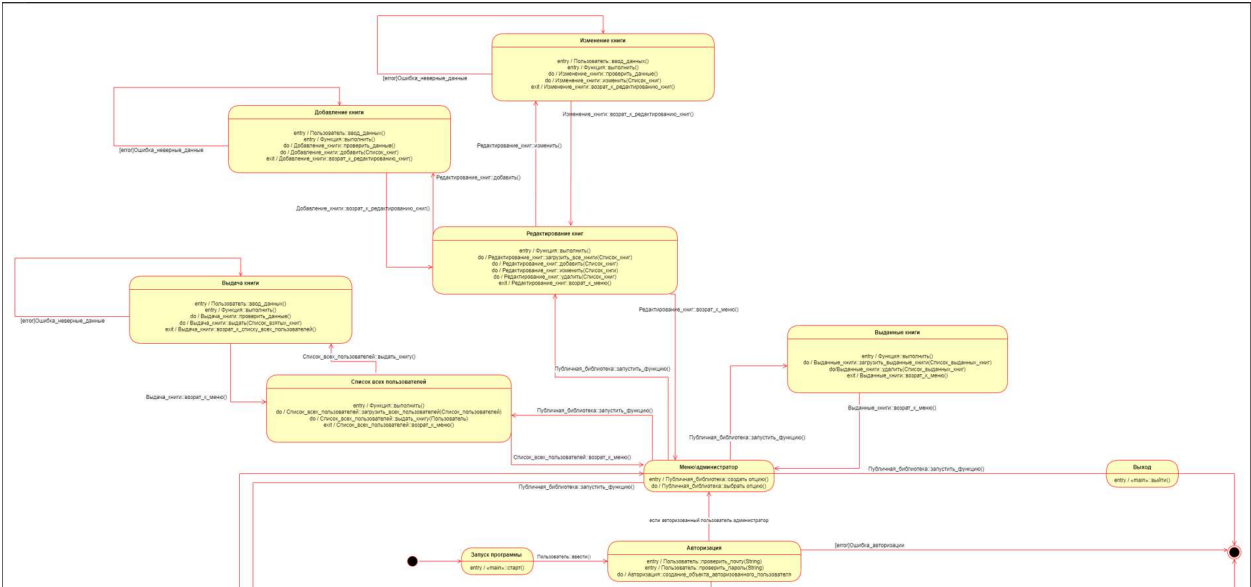 Изменение книги
entry / Пользователь::ввод_данных()
entry / Функция::выполнить()
do / Изменение_книги::проверить_данные()
do / Изменение_книги::изменить(Список_книг)
exit / Изменение_книги::возрат_к_редактированию_книг()
[error]Ошибка_неверные_данные
Изменение_книги::возрат_к_редактированию_книг()
Редактирование_книг::изменить()
Добавление книги
entry / Пользователь::ввод_данных()
entry / Функция::выполнить()
do / Добавление_книги::проверить_данные()
do / Добавление_книги::добавить(Список_книг)
exit / Добавление_книги::возрат_к_редактированию_книг()
[error]Ошибка_неверные_данные
Редактирование_книг::добавить()
Добавление_книги::возрат_к_редактированию_книг()
Редактирование книг
entry / Функция::выполнить()
do / Редактирование_книг::загрузить_все_книги(Список_книг)
do / Редактирование_книг::добавить(Список_книг)
do / Редактирование_книг::изменить(Список_книги)
do / Редактирование_книг::удалить(Список_книг)
exit / Редактирование_книг::возрат_к_меню()
Редактирование_книг::возрат_к_меню()
Выдача книги
entry / Пользователь::ввод_данных()
entry / Функция::выполнить()
do / Выдача_книги::проверить_данные()
do / Выдача_книги::выдать(Список_взятых_книг)
exit / Выдача_книги::возрат_к_списку_всех_пользователей()
[error]Ошибка_неверные_данные
Список_всех_пользователей::выдать_книгу()
Выдача_книги::возрат_к_меню()
Публичная_библиотека::запустить_функцию()
Выданные книги
entry / Функция::выполнить()
do / Выданные_книги::загрузить_выданные_книги(Список_выданных_книг)
do/Выданные_книги::удалить(Список_выданных_книг)
exit / Выданные_книги::возрат_к_меню()
Список всех пользователей
entry / Функция::выполнить()
do / Список_всех_пользователей::загрузить_всех_пользователей(Список_пользователей)
do / Список_всех_пользователей::выдать_книгу(Пользователь)
exit / Список_всех_пользователей::возрат_к_меню()
Публичная_библиотека::запустить_функцию()
Выданные_книги::возрат_к_меню()
Публичная_библиотека::запустить_функцию()
Список_всех_пользователей::возрат_к_меню()
Меню\администратор
entry / Публичная_библиотека::создать опцию()
do / Публичная_библиотека::выбрать опцию()
Публичная_библиотека::запустить_функцию()
Выход
entry / «main»::выйти()
Публичная_библиотека::запустить_функцию()
если авторизованный пользователь администратор
Запуск программы
entry / «main»::старт()
Пользователь::ввести()
Авторизация
entry / Пользователь::проверить_почту(String)
entry / Пользователь::проверить_пароль(String)
do / Авторизация::создание_объекта_авторизованного_пользователя
[error]Ошибка_авторизации